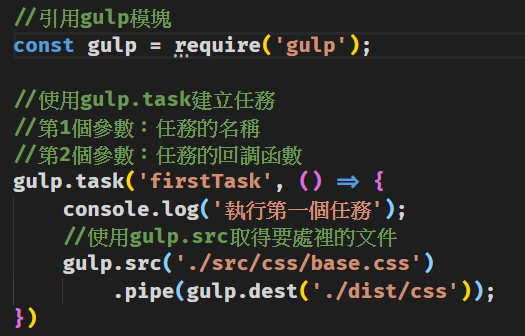 //引用gulp模塊
const gulp = require('gulp');
//使用gulp.task建立任務
//第1個參數：任務的名稱
//第2個參數：任務的回調函數
gulp.task('firstTask', () => {
console.log('執行第一個任務');
//使用gulp.src取得要處裡的文件
gulp.src('./src/css/base.css')
.pipe(gulp.dest('./dist/css'));
})